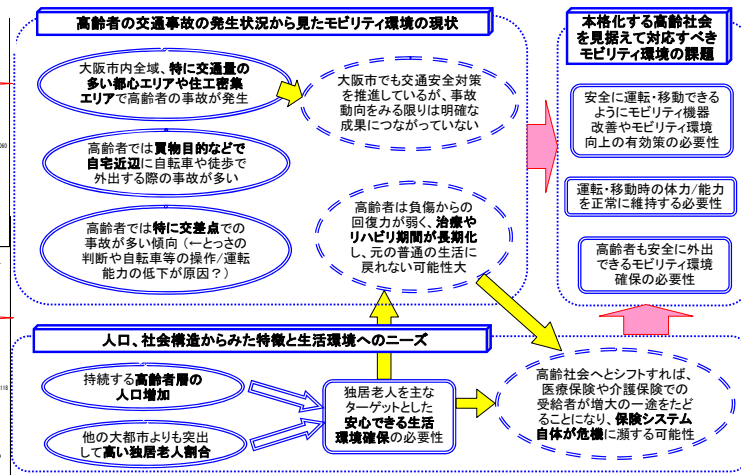 高齢者の交通事故の発生状況から見たモビリティ環境の現状
大阪市内全域、特に交通量の
多い都心エリアや住工密集
エリアで高齢者の事故が発生
大阪市でも交通安全対策
を推進しているが、事故
動向をみる限りは明確な
成果につながっていない
高齢者では買物目的などで
自宅近辺に自転車や徒歩で
外出する際の事故が多い
高齢者では特に交差点での
事故が多い傾向（←とっさの
判断や自転車等の操作/運転
能力の低下が原因？）
高齢者は負傷からの
回復力が弱く、治療や
リハビリ期間が長期化
し、元の普通の生活に
戻れない可能性大
本格化する高齢社会
を見据えて対応すべき
モビリティ環境の課題
安全に運転・移動できる
ようにモビリティ機器
改善やモビリティ環境
向上の有効策の必要性
運転・移動時の体力/能力
を正常に維持する必要性
高齢者も安全に外出
できるモビリティ環境
確保の必要性
人口、社会構造からみた特徴と生活環境へのニーズ
持続する高齢者層の
人口増加
他の大都市よりも突出
して高い独居老人割合
独居老人を主な
ターゲットとした
安心できる生活
環境確保の必要性
高齢社会へとシフトすれば、
医療保険や介護保険での
受給者が増大の一途をたど
ることになり、保険システム
自体が危機に瀕する可能性